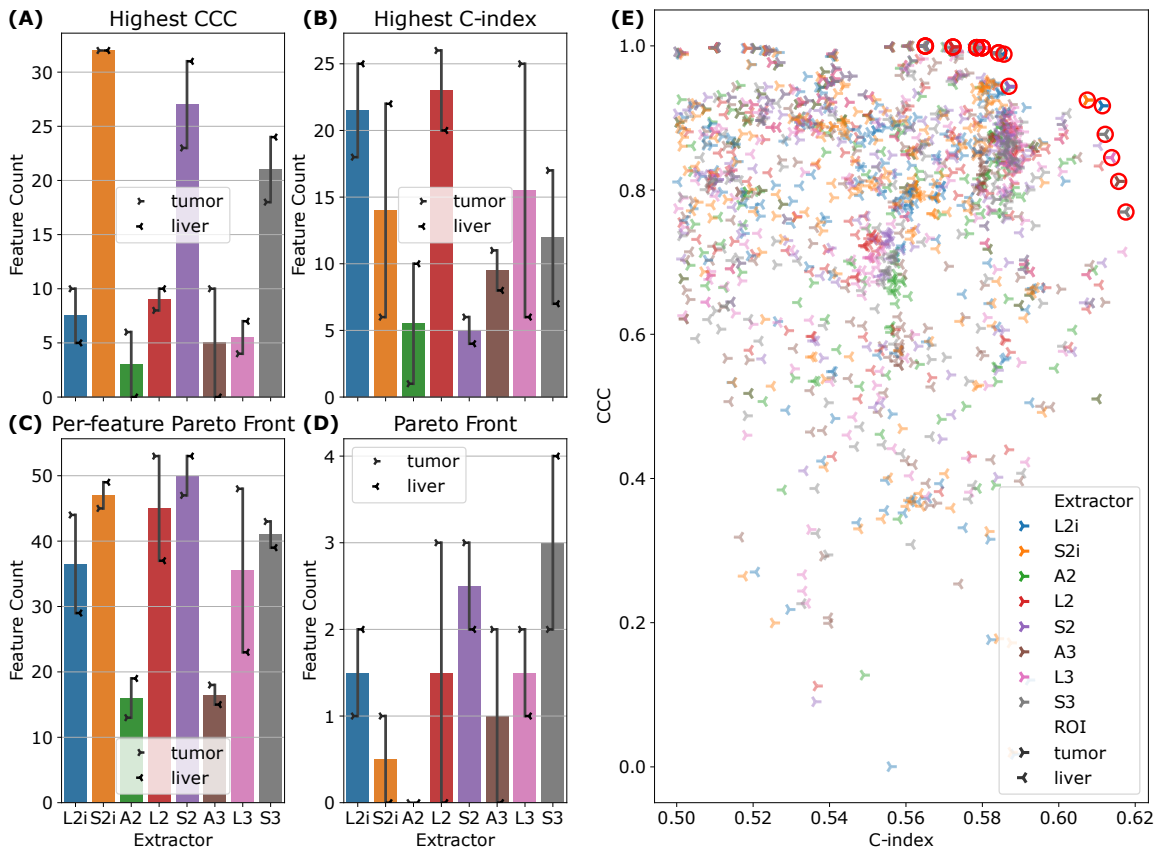 (A) Highest CCC
Feature Count
30
25
20
15
10
5
0
tumor
liver
(B) Highest C-index
Feature Count
25
20
15
10
5
0
tumor
liver
(C) Per-feature Pareto Front
Feature Count
50
40
30
20
10
0
tumor
liver
L2i S2i A2 L2 S2 A3 L3 S3
Extractor
(D) Pareto Front
Feature Count
4
3
2
1
0
tumor
liver
L2i S2i A2 L2 S2 A3 L3 S3
Extractor
(E)
CCC
1.0
0.8
0.6
0.4
0.2
0.0
Extractor
L2i
S2i
A2
L2
S2
A3
L3
S3
ROI
tumor
liver
0.50 0.52 0.54 0.56 0.58 0.60 0.62
C-index